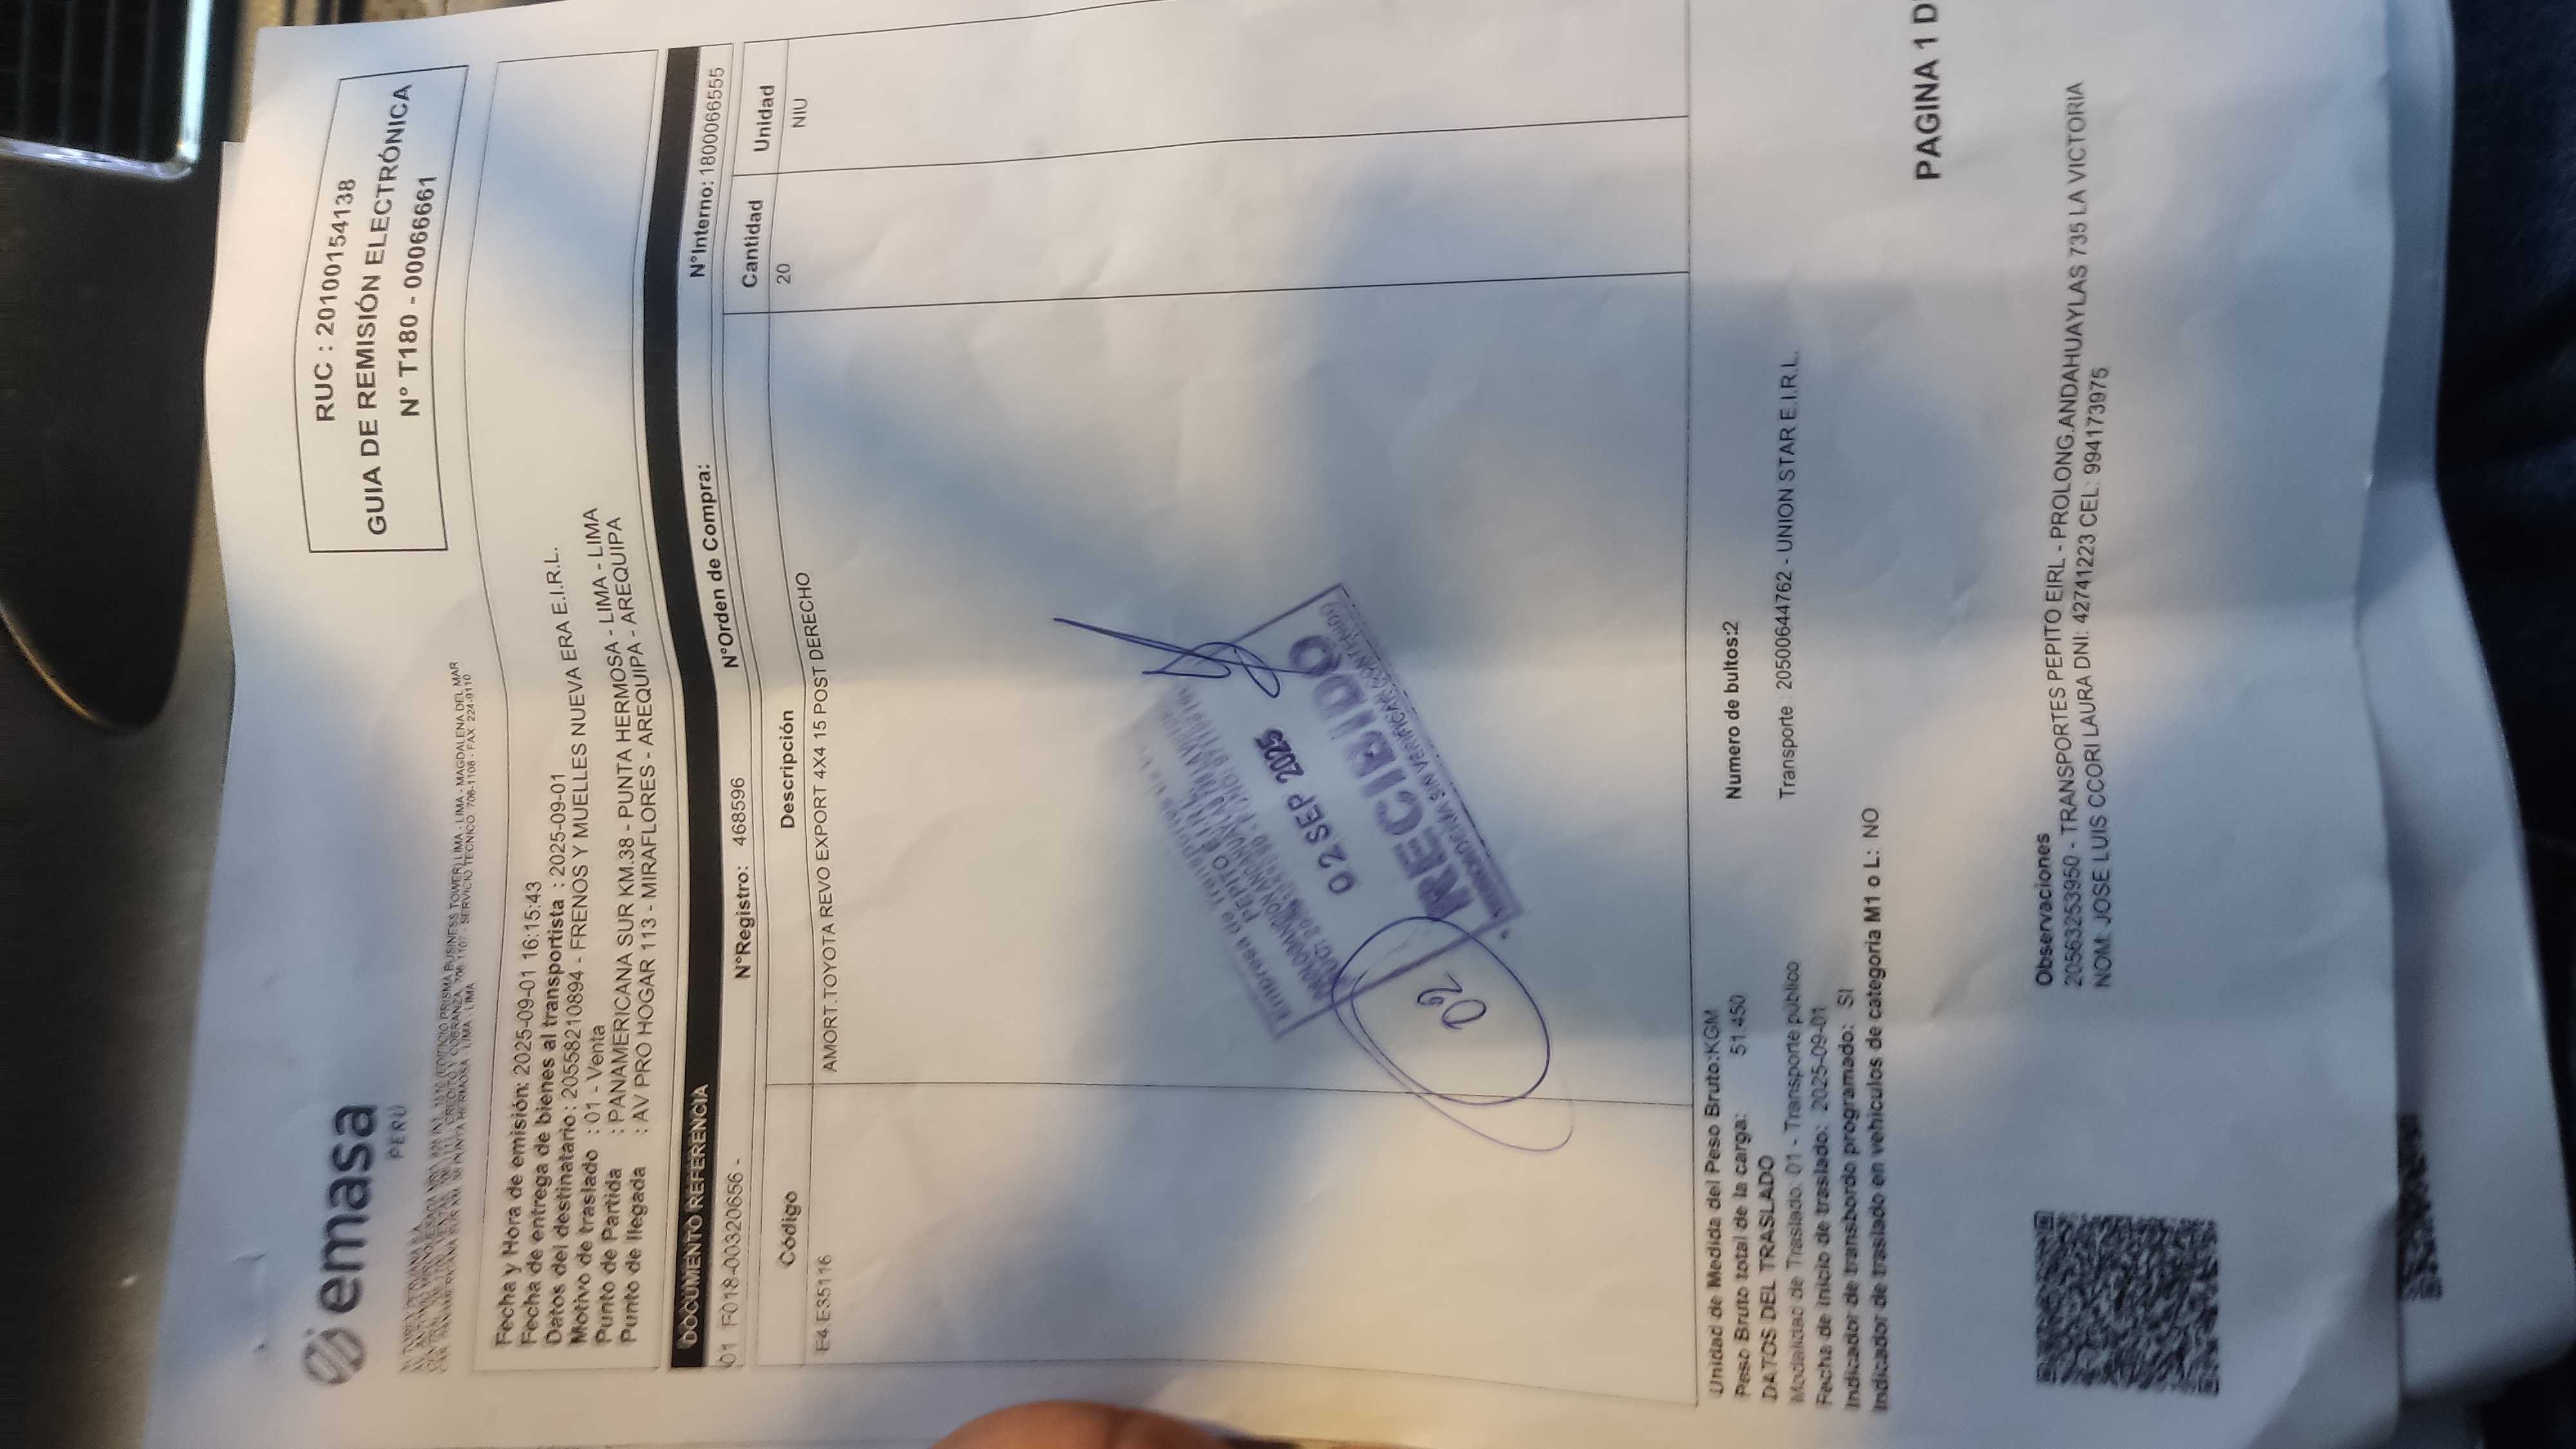 emasa
PERÚ
RUC : 20100154138
GUIA DE REMISIÓN ELECTRÓNICA
N° T180 - 00066661
Fecha y Hora de emisión: 2025-09-01 16:15:43
Fecha de entrega de bienes al transportista : 2025-09-01
Datos del destinatario: 20558210894 - FRENOS Y MUELLES NUEVA ERA E.I.R.L.
Motivo de traslado : 01 - Venta
Punto de Partida : PANAMERICANA SUR KM.38 - PUNTA HERMOSA - LIMA - LIMA
Punto de llegada : AV PRO HOGAR 113 - MIRAFLORES - AREQUIPA - AREQUIPA
DOCUMENTO REFERENCIA
01 F018-00320656 - N°Registro: 468596 N°Orden de Compra: N°Interno: 1800066555
Código Descripción Cantidad Unidad
E4 E35116 AMORT.TOYOTA REVO EXPORT 4X4 15 POST DERECHO 20 NIU
Empresa de Transportes
PEPITO E.I.R.L.
02 SEP 2025
RECIBIDO
02
Unidad de Medida del Peso Bruto:KGM
Peso Bruto total de la carga: 51.450 Numero de bultos:2
DATOS DEL TRASLADO
Modalidad de Traslado: 01 - Transporte público Transporte : 20500644762 - UNION STAR E.I.R.L.
Fecha de inicio de traslado: 2025-09-01
Indicador de transbordo programado: SI
Indicador de traslado en vehículos de categoría M1 o L: NO
PAGINA 1 D
Observaciones
20563253950 - TRANSPORTES PEPITO EIRL - PROLONG.ANDAHUAYLAS 735 LA VICTORIA
NOM: JOSE LUIS CCORI LAURA DNI: 42741223 CEL: 994173975